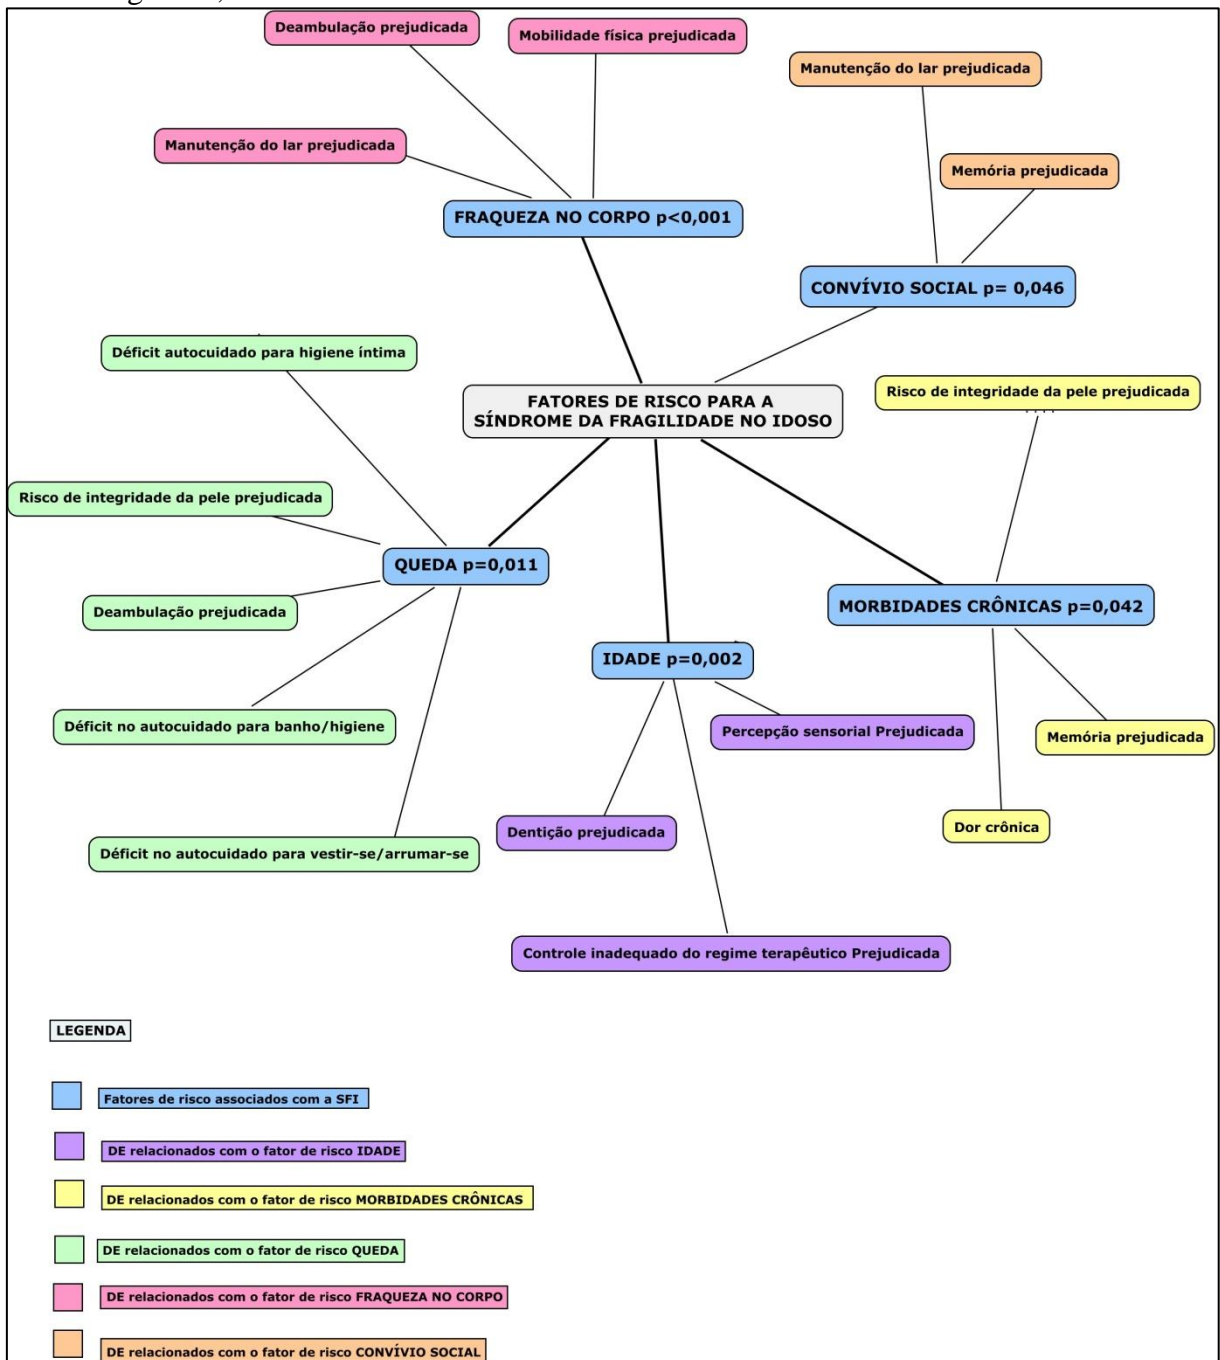 Deambulação prejudicada
Mobilidade física prejudicada
Manutenção do lar prejudicada
Manutenção do lar prejudicada
Memória prejudicada
FRAQUEZA NO CORPO p<0,001
CONVÍVIO SOCIAL p= 0,046
Déficit autocuidado para higiene íntima
FATORES DE RISCO PARA A
SÍNDROME DA FRAGILIDADE NO IDOSO
Risco de integridade da pele prejudicada
Risco de integridade da pele prejudicada
QUEDA p=0,011
Deambulação prejudicada
MORBIDADES CRÔNICAS p=0,042
IDADE p=0,002
Déficit no autocuidado para banho/higiene
Percepção sensorial Prejudicada
Memória prejudicada
Dentição prejudicada
Dor crônica
Déficit no autocuidado para vestir-se/arrumar-se
Controle inadequado do regime terapêutico Prejudicada
LEGENDA
Fatores de risco associados com a SFI
DE relacionados com o fator de risco IDADE
DE relacionados com o fator de risco MORBIDADES CRÔNICAS
DE relacionados com o fator de risco QUEDA
DE relacionados com o fator de risco FRAQUEZA NO CORPO
DE relacionados com o fator de risco CONVÍVIO SOCIAL